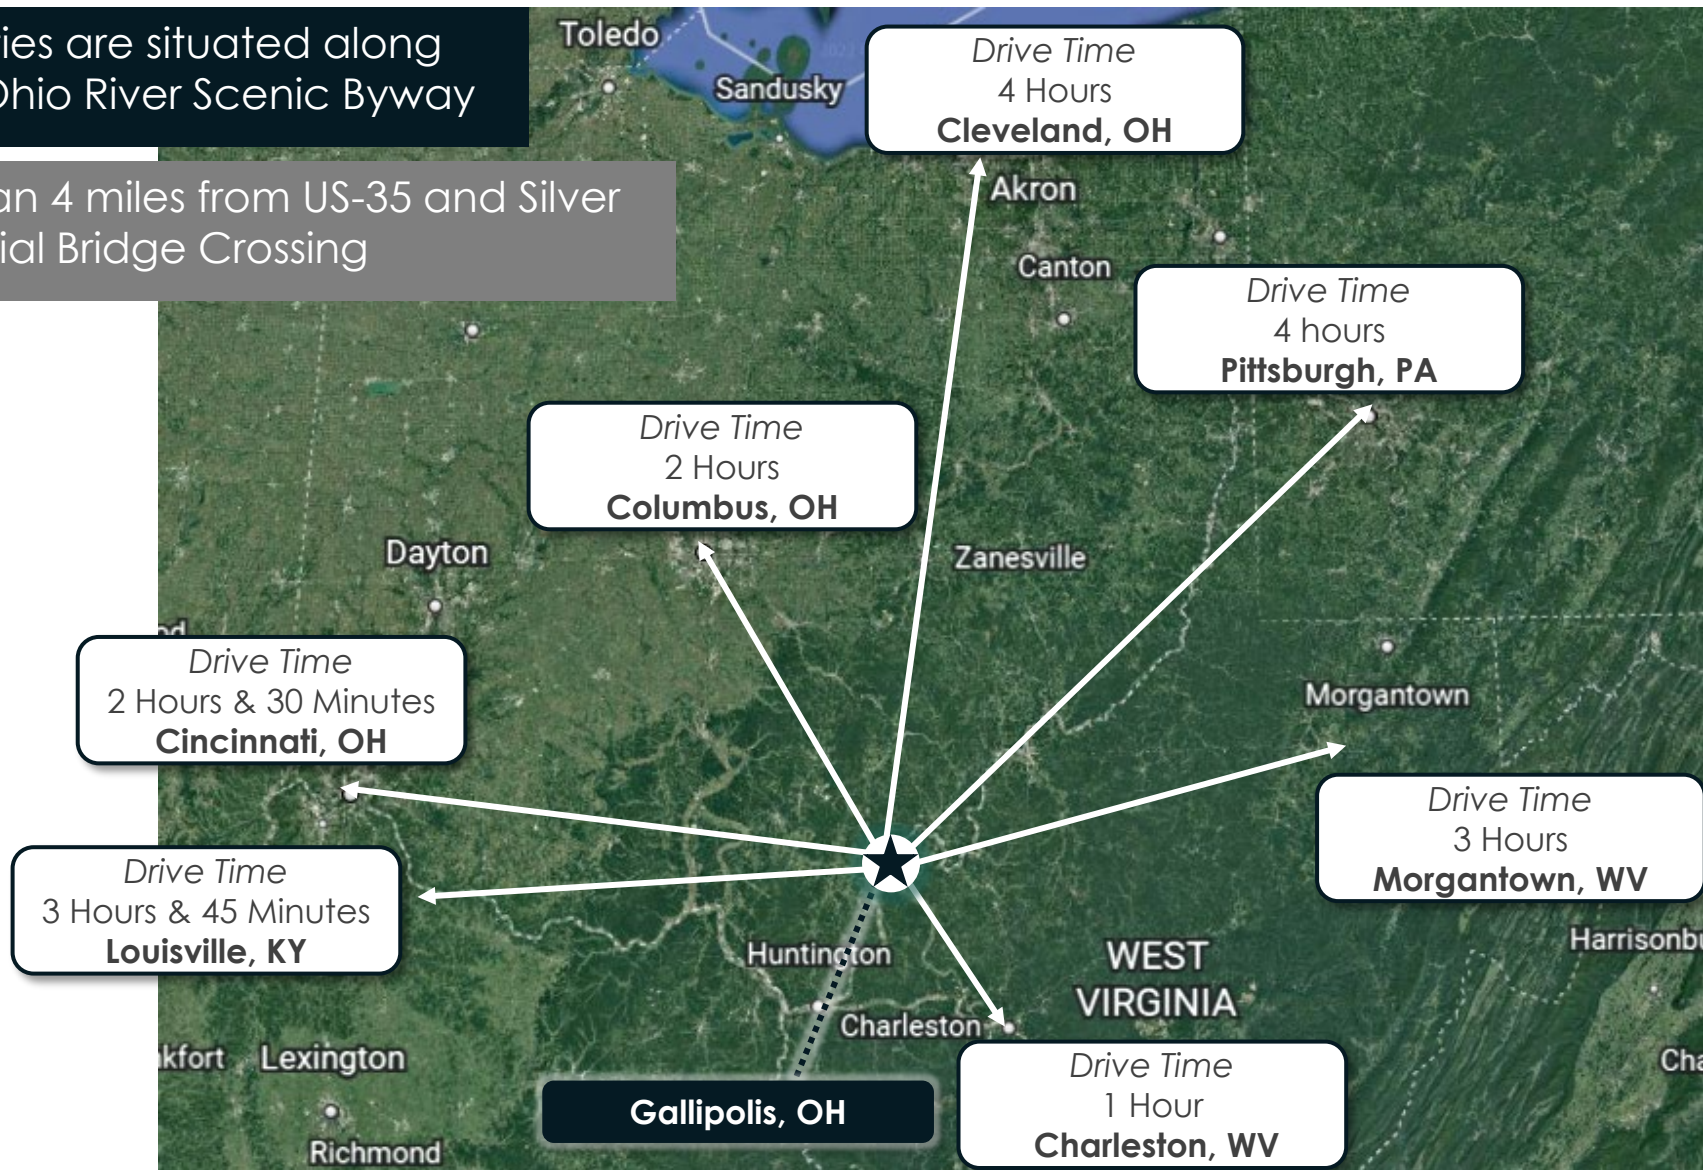 ries are situated along
Ohio River Scenic Byway
an 4 miles from US-35 and Silver
ial Bridge Crossing
Toledo
Sandusky
Drive Time
4 Hours
Cleveland, OH
Akron
Canton
Drive Time
4 hours
Pittsburgh, PA
Drive Time
2 Hours
Columbus, OH
Dayton
Zanesville
Drive Time
2 Hours & 30 Minutes
Cincinnati, OH
Morgantown
Drive Time
3 Hours
Morgantown, WV
Drive Time
3 Hours & 45 Minutes
Louisville, KY
Huntington
WEST
VIRGINIA
Harrisonb
Charleston
kfort
Lexington
Cha
Drive Time
1 Hour
Charleston, WV
Gallipolis, OH
Richmond